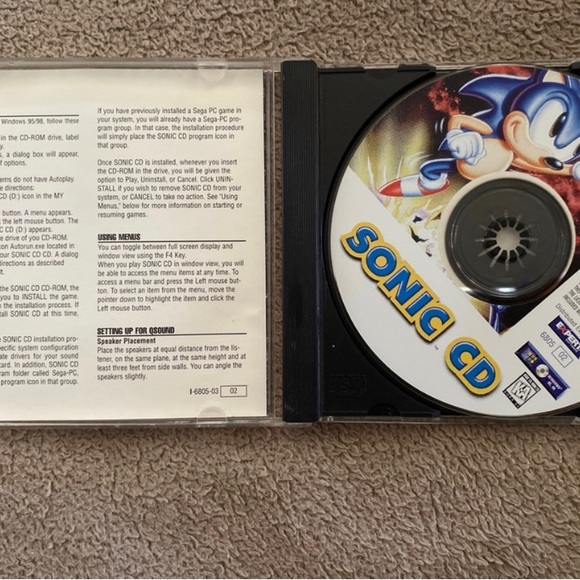 Windows 95/98, follow these
in the CD-ROM drive, label
s, a dialog box will appear,
f options.
ems do not have Autoplay.
e directions:
CD (D:) icon in the MY
button. A menu appears.
t the left mouse button. The
C CD (D:) appears.
e drive of you CD-ROM.
con Autorun.exe located in
our SONIC CD CD. A dialog
directions as described
t.
he SONIC CD CD-ROM, the
you to INSTALL the game.
n the installation process. If
tall SONIC CD at this time,
SONIC CD installation pro-
pecific system configuration
ate drivers for your sound
card. In addition, SONIC CD
gram folder called Sega-PC,
program icon in that group.
If you have previously installed a Sega PC game in
your system, you will already have a Sega-PC pro-
gram group. In that case, the installation procedure
will simply place the SONIC CD program icon in
that group.
Once SONIC CD is installed, whenever you insert
the CD-ROM in the drive, you will be given the
option to Play, Uninstall, or Cancel. Click UNIN-
STALL if you wish to remove SONIC CD from your
system, or CANCEL to take no action. See "Using
Menus," below for more information on starting or
resuming games.
USING MENUS
You can toggle between full screen display and
window view using the F4 Key.
When you play SONIC CD in window view, you will
be able to access the menu items at any time. To
access a menu bar and press the Left mouse but-
ton. To select an item from the menu, move the
pointer down to highlight the item and click the
Left mouse button.
SETTING UP FOR QSOUND
Speaker Placement
Place the speakers at equal distance from the lis-
tener, on the same plane, at the same height and at
least three feet from side walls. You can angle the
speakers slightly.
I-6805-03 02
SONIC CD
6805 02
EXPERT